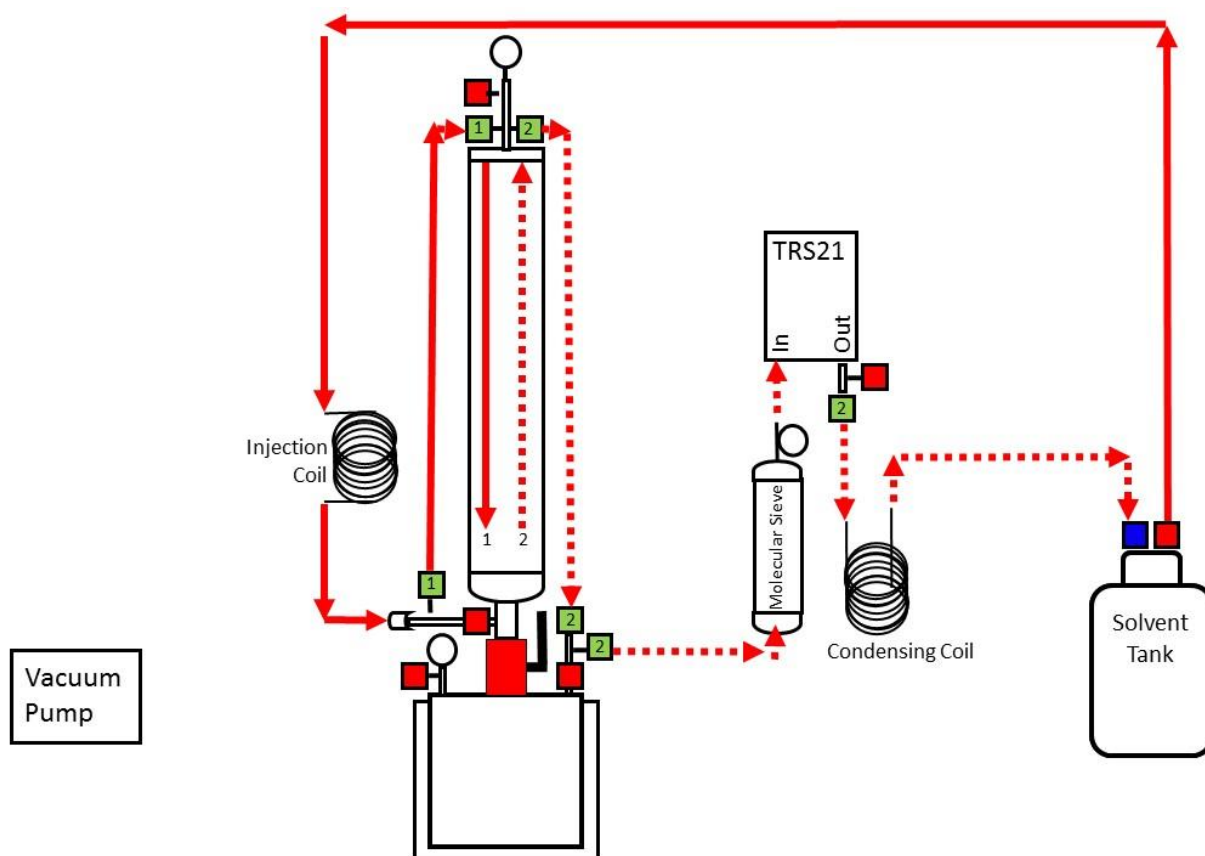 1
2
TRS21
In
Out
2
Injection
Coil
Molecular Sieve
1
2
1
2
2
Condensing Coil
Solvent
Tank
Vacuum
Pump